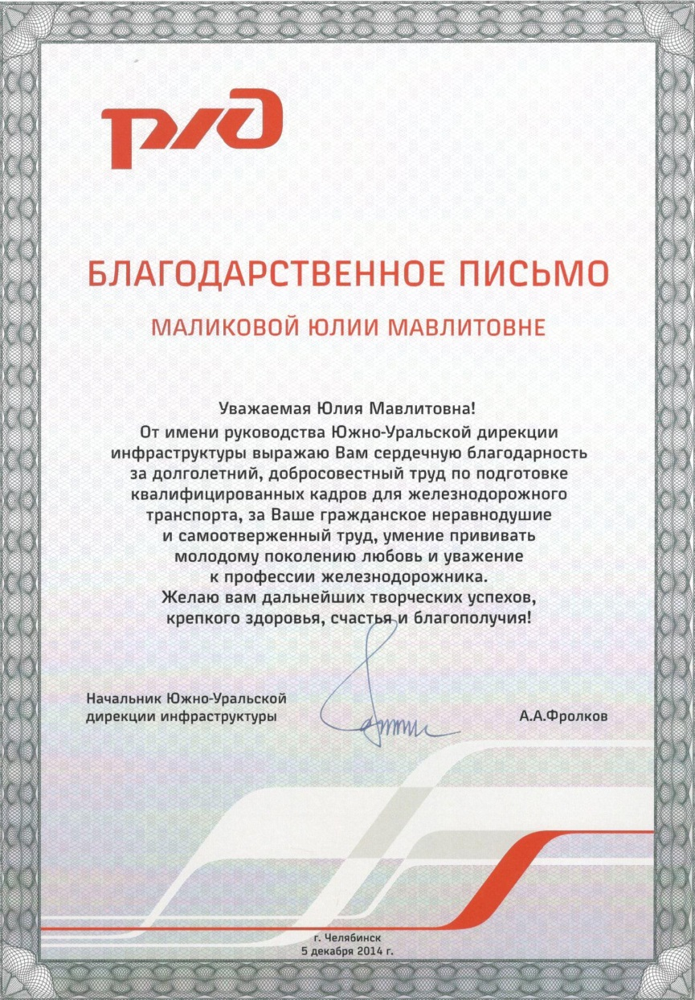 ржд
БЛАГОДАРСТВЕННОЕ ПИСЬМО
МАЛИКОВОЙ ЮЛИИ МАВЛИТОВНЕ
Уважаемая Юлия Мавлитовна!
От имени руководства Южно-Уральской дирекции
инфраструктуры выражаю Вам сердечную благодарность
за долголетний, добросовестный труд по подготовке
квалифицированных кадров для железнодорожного
транспорта, за Ваше гражданское неравнодушие
и самоотверженный труд, умение прививать
молодому поколению любовь и уважение
к профессии железнодорожника.
Желаю вам дальнейших творческих успехов,
крепкого здоровья, счастья и благополучия!
Начальник Южно-Уральской
дирекции инфраструктуры
А.А.Фролков
г. Челябинск
5 декабря 2014 г.